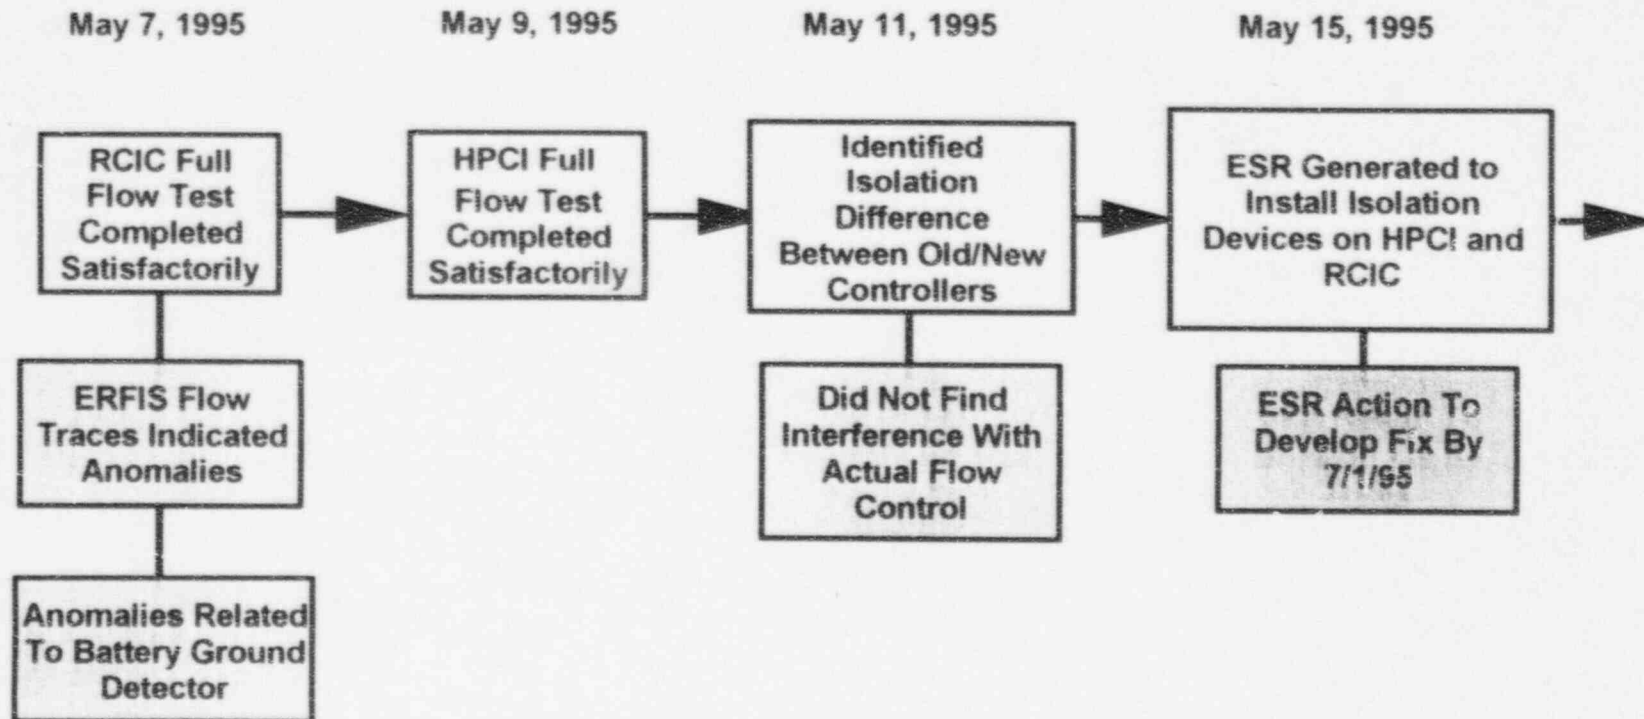 May 7, 1995
May 9, 1995
May 11, 1995
May 15, 1995
RCIC Full
Flow Test
Completed
Satisfactorily
HPCI Full
Flow Test
Completed
Satisfactorily
Identified
Isolation
Difference
Between Old/New
Controllers
ESR Generated to
Install Isolation
Devices on HPCI and
RCIC
ERFIS Flow
Traces Indicated
Anomalies
Did Not Find
Interference With
Actual Flow
Control
ESR Action To
Develop Fix By
7/1/95
Anomalies Related
To Battery Ground
Detector